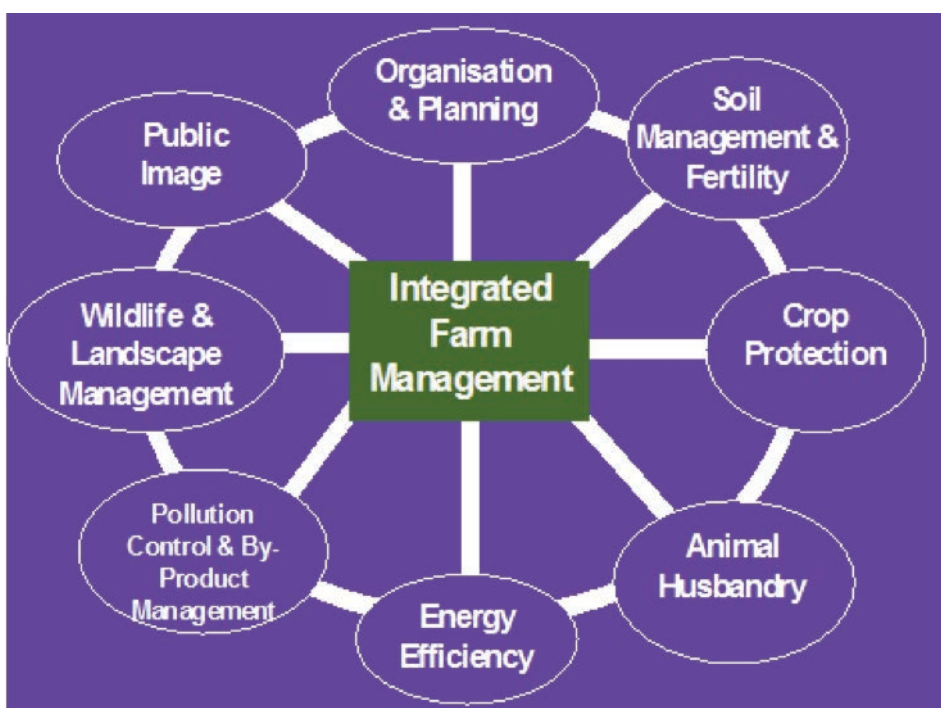 Organisation
& Planning
Soil
Management &
Fertility
Public
Image
Integrated
Farm
Management
Wildlife &
Landscape
Management
Crop
Protection
Pollution
Control & By-
Product
Management
Animal
Husbandry
Energy
Efficiency